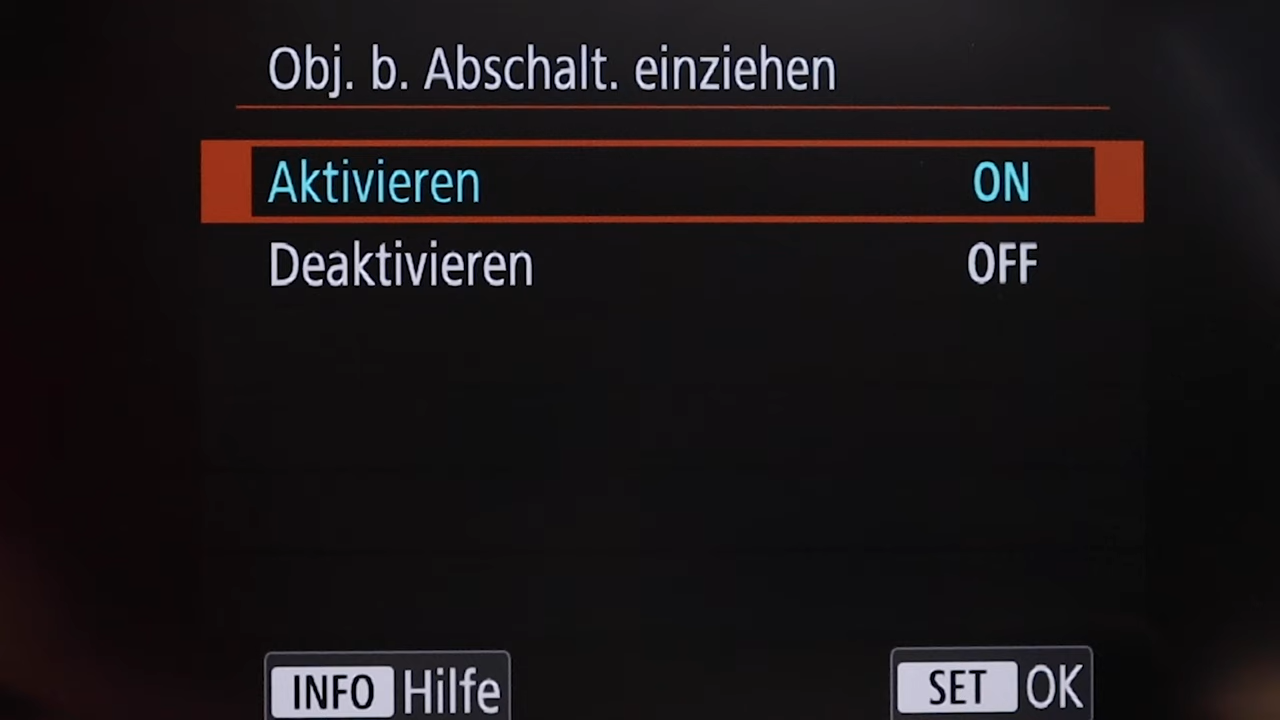 Obj. b. Abschalt. einziehen
Aktivieren ON
Deaktivieren OFF
INFO Hilfe SET OK